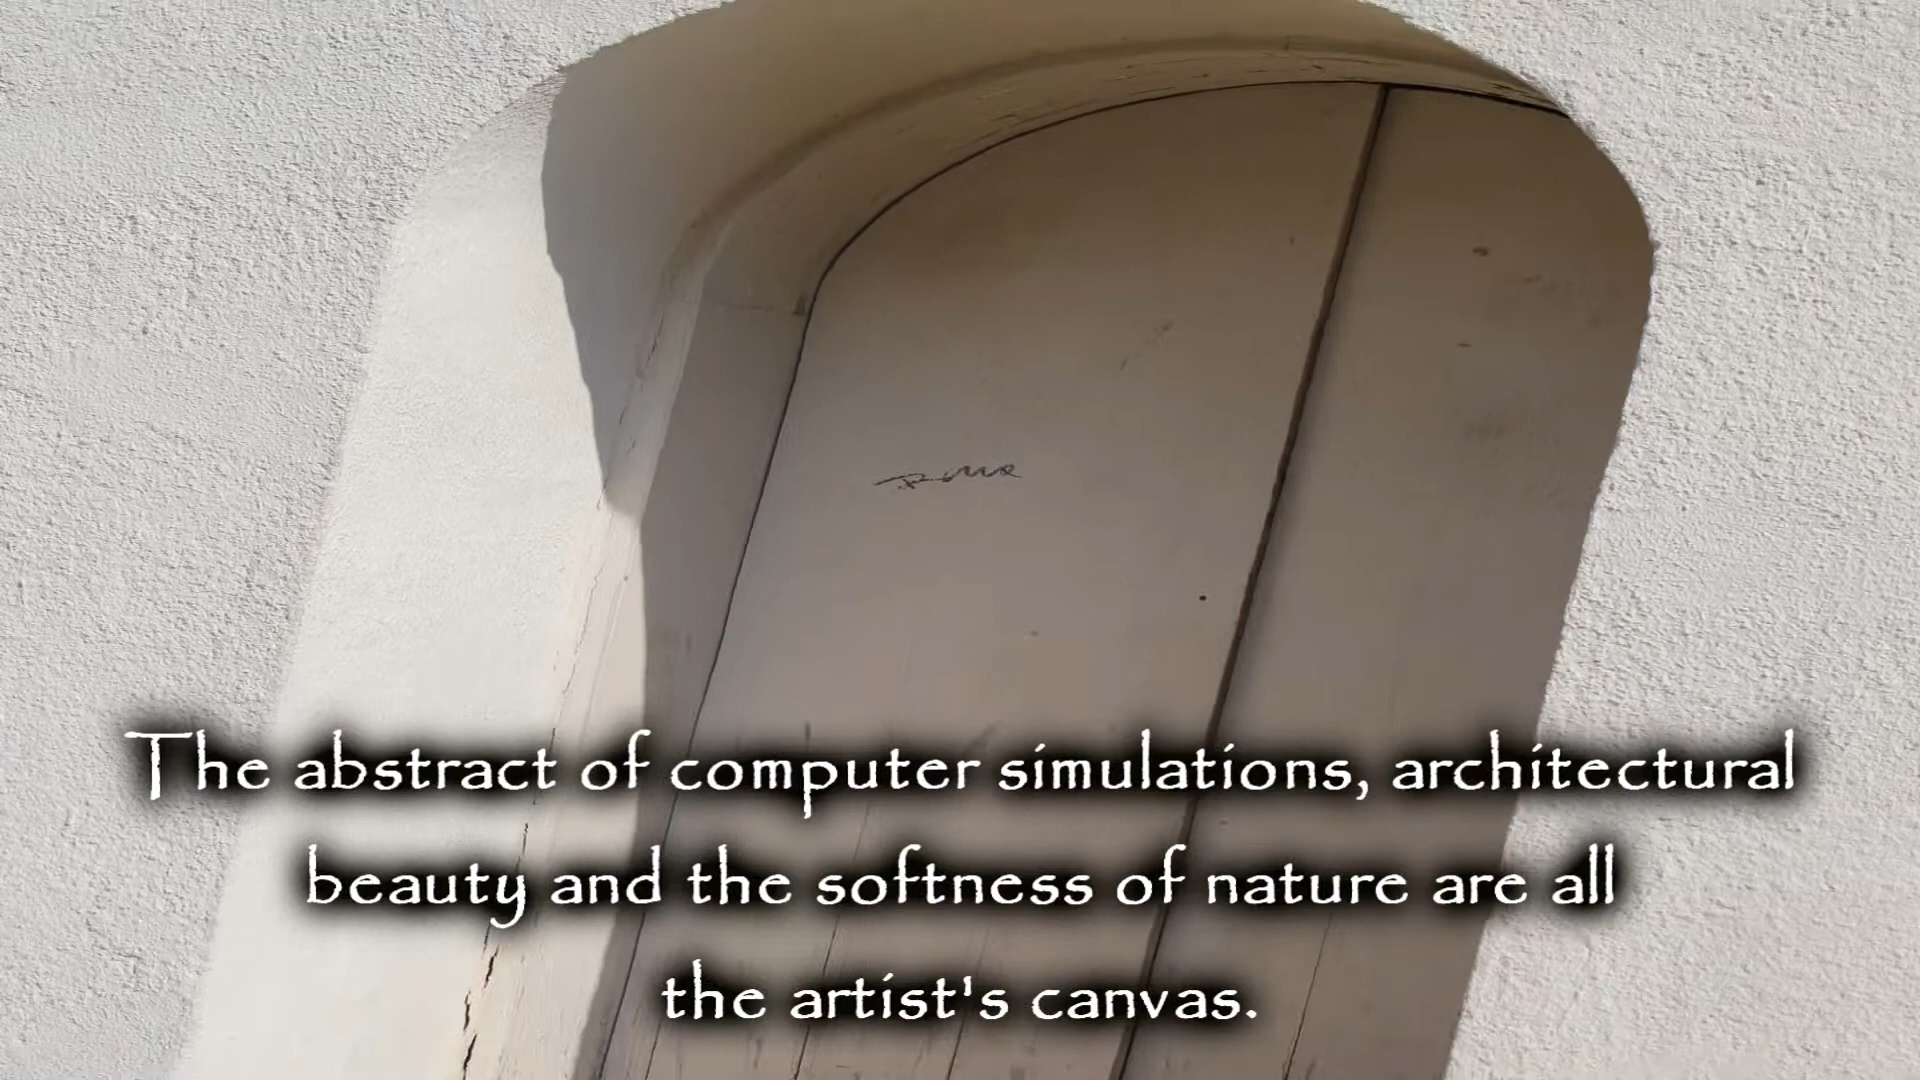 The abstract of computer simulations, architectural
beauty and the softness of nature are all
the artist's canvas.